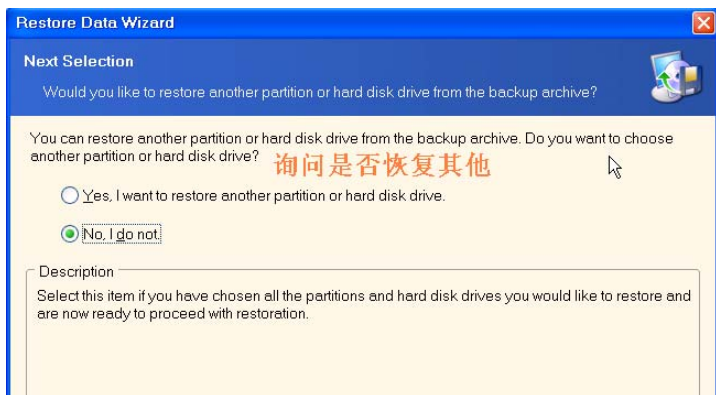 Restore Data Wizard
Next Selection
Would you like to restore another partition or hard disk drive from the backup archive?
You can restore another partition or hard disk drive from the backup archive. Do you want to choose
another partition or hard disk drive?
询问是否恢复其他
Yes, I want to restore another partition or hard disk drive.
No, I do not.
Description
Select this item if you have chosen all the partitions and hard disk drives you would like to restore and
are now ready to proceed with restoration.